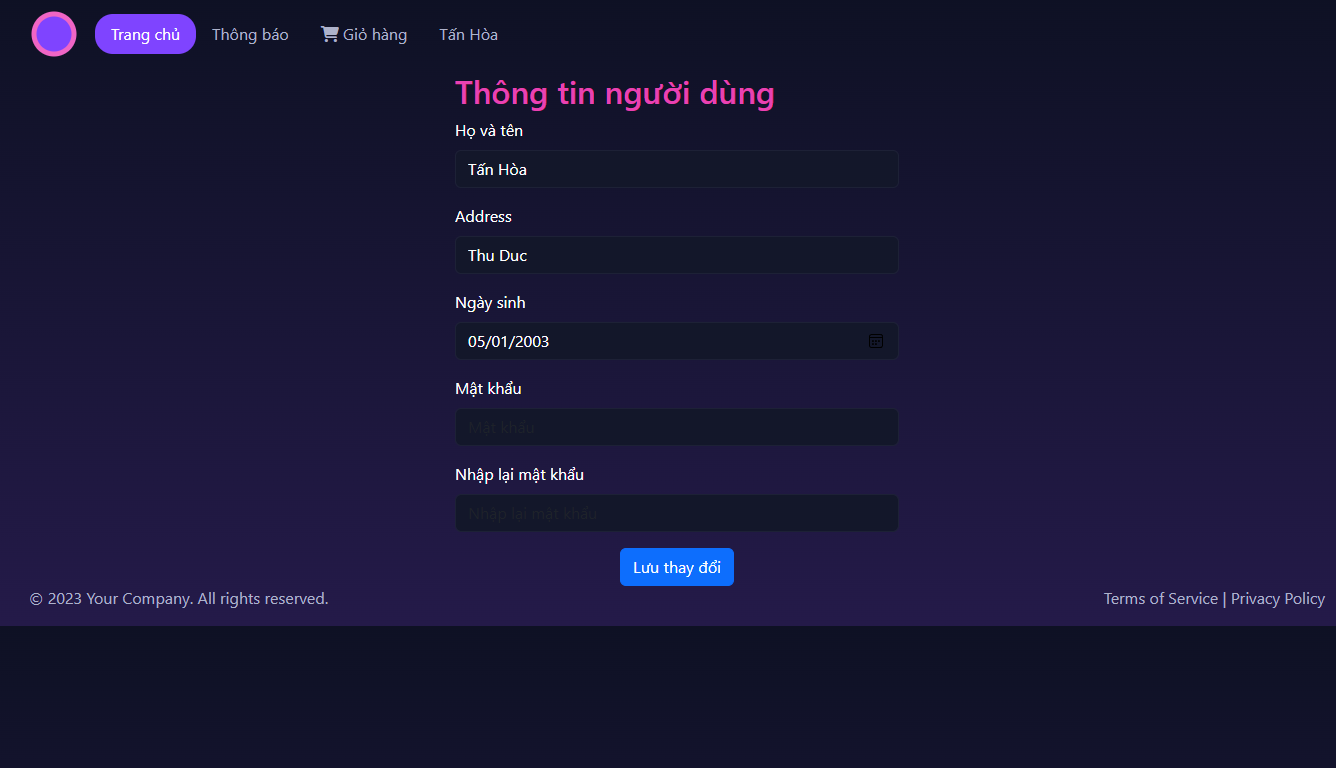 Trang chủ Thông báo Giỏ hàng Tấn Hòa
Thông tin người dùng
Họ và tên
Tấn Hòa
Address
Thu Duc
Ngày sinh
05/01/2003
Mật khẩu
Mật khẩu
Nhập lại mật khẩu
Nhập lại mật khẩu
Lưu thay đổi
© 2023 Your Company. All rights reserved. Terms of Service | Privacy Policy